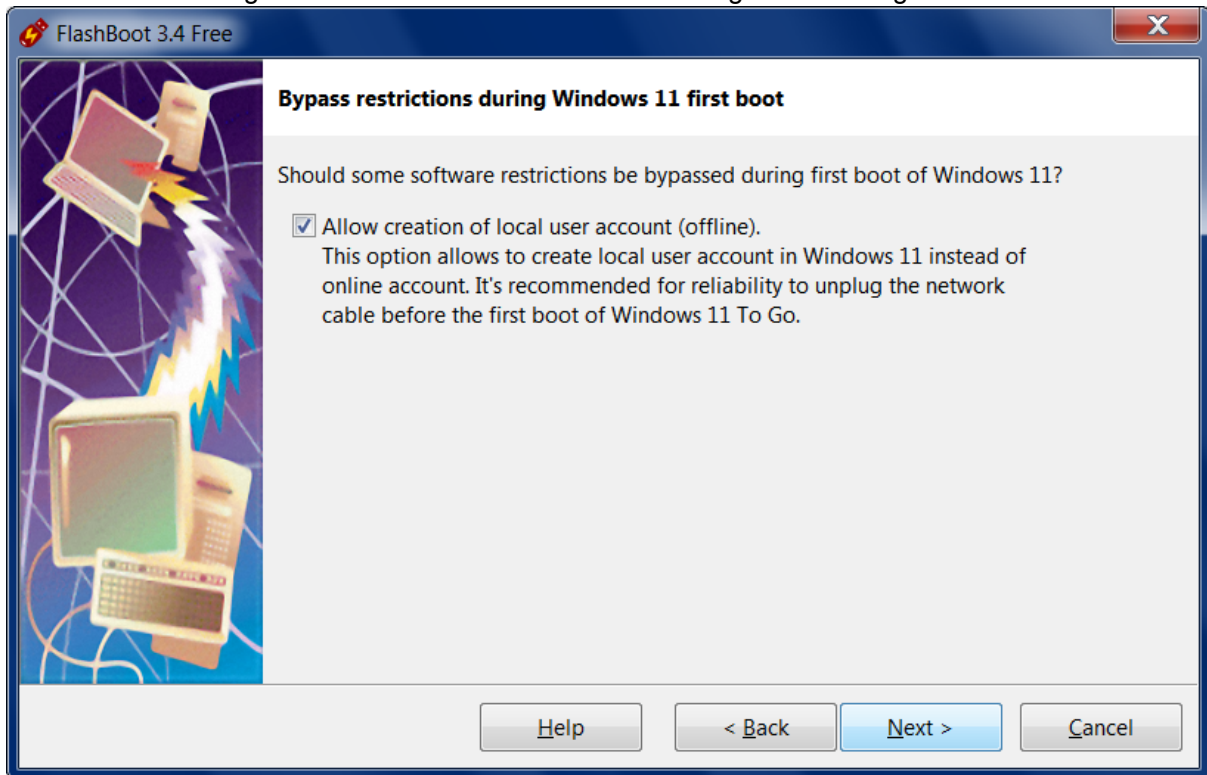 FlashBoot 3.4 Free
X
Bypass restrictions during Windows 11 first boot
Should some software restrictions be bypassed during first boot of Windows 11?
Allow creation of local user account (offline).
This option allows to create local user account in Windows 11 instead of
online account. It's recommended for reliability to unplug the network
cable before the first boot of Windows 11 To Go.
Help
< Back
Next >
Cancel